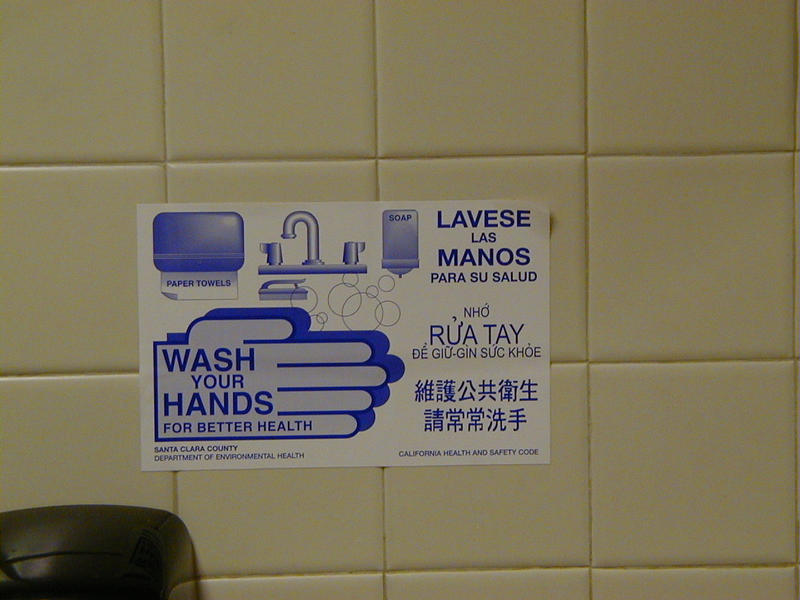 PAPER TOWELS
SOAP
LAVESE
LAS
MANOS
PARA SU SALUD
NHỚ
RỬA TAY
ĐỂ GIỮ-GÌN SỨC KHỎE
維護公共衛生
請常常洗手
WASH
YOUR
HANDS
FOR BETTER HEALTH
SANTA CLARA COUNTY
DEPARTMENT OF ENVIRONMENTAL HEALTH
CALIFORNIA HEALTH AND SAFETY CODE